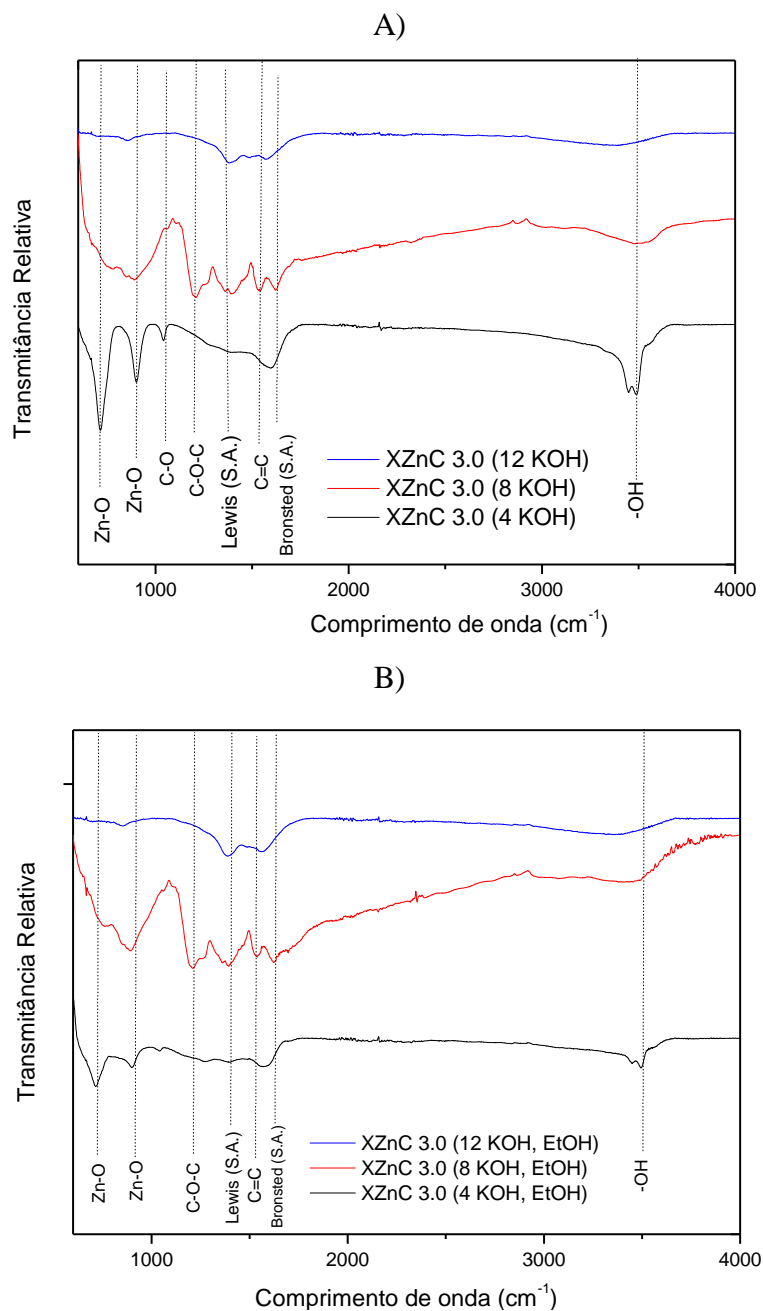 A)
Transmitância Relativa
Zn-O
Zn-O
C-O
C-O-C
Lewis (S.A.)
C=C
Bronsted (S.A.)
-OH
XZnC 3.0 (12 KOH)
XZnC 3.0 (8 KOH)
XZnC 3.0 (4 KOH)
1000
2000
3000
4000
Comprimento de onda (cm⁻¹)
B)
Transmitância Relativa
Zn-O
Zn-O
C-O-C
Lewis (S.A.)
C=C
Bronsted (S.A.)
-OH
XZnC 3.0 (12 KOH, EtOH)
XZnC 3.0 (8 KOH, EtOH)
XZnC 3.0 (4 KOH, EtOH)
1000
2000
3000
4000
Comprimento de onda (cm⁻¹)